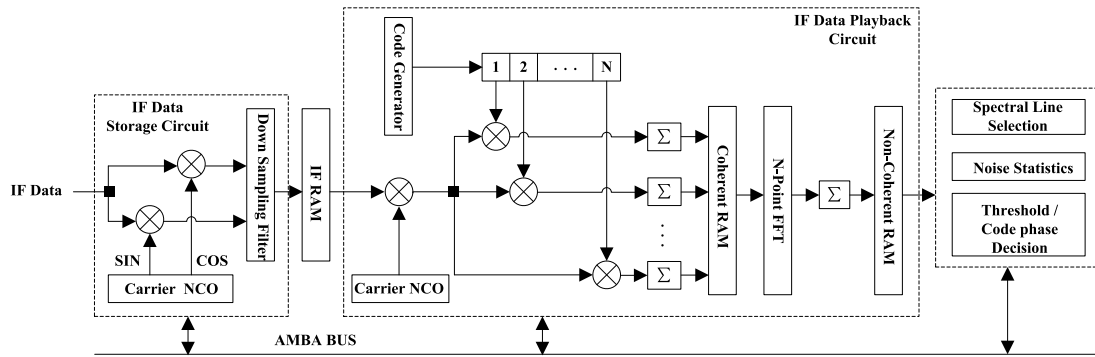 IF Data Playback
Circuit
Code Generator
1 2 . . . N
IF Data
Storage Circuit
Down Sampling
Filter
IF RAM
IF Data
SIN
COS
Carrier NCO
Carrier NCO
Σ
Σ
. . .
Σ
Coherent RAM
N-Point FFT
Σ
Non-Coherent RAM
Spectral Line
Selection
Noise Statistics
Threshold /
Code phase
Decision
AMBA BUS